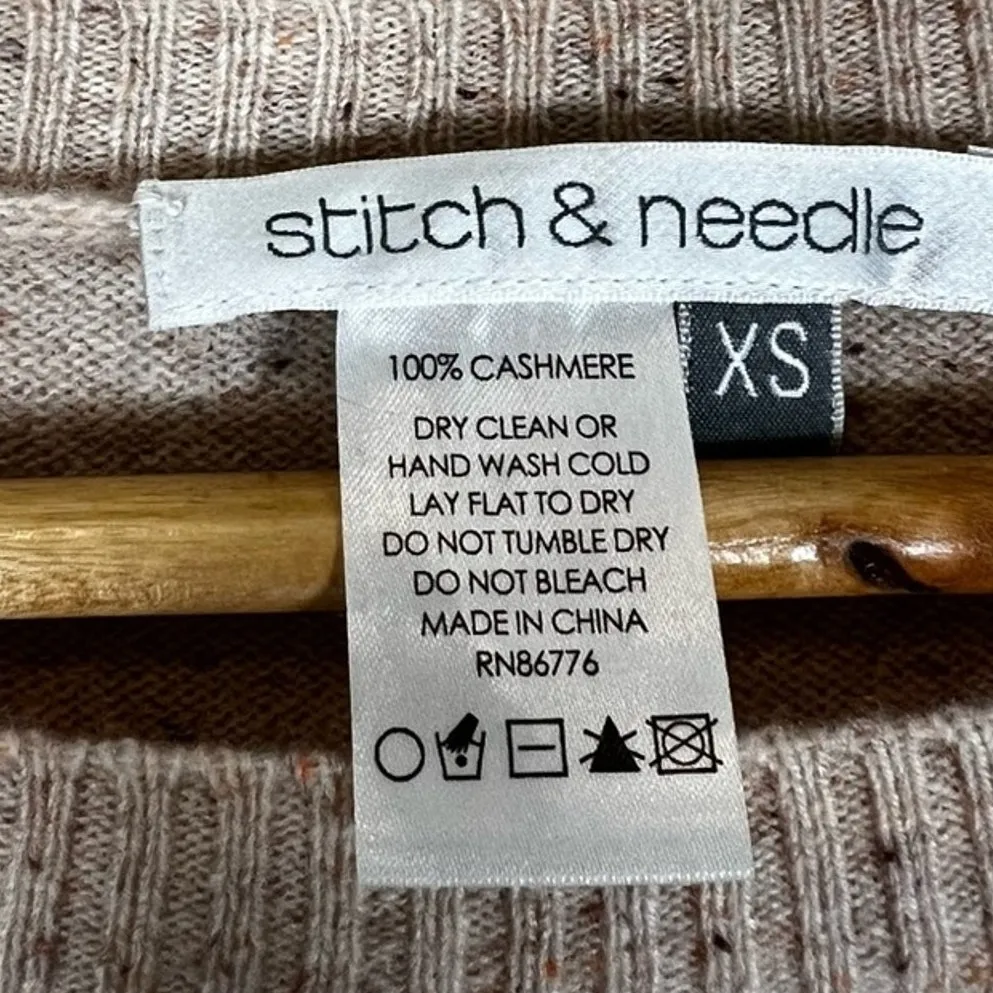 stitch & needle
XS
100% CASHMERE
DRY CLEAN OR
HAND WASH COLD
LAY FLAT TO DRY
DO NOT TUMBLE DRY
DO NOT BLEACH
MADE IN CHINA
RN86776